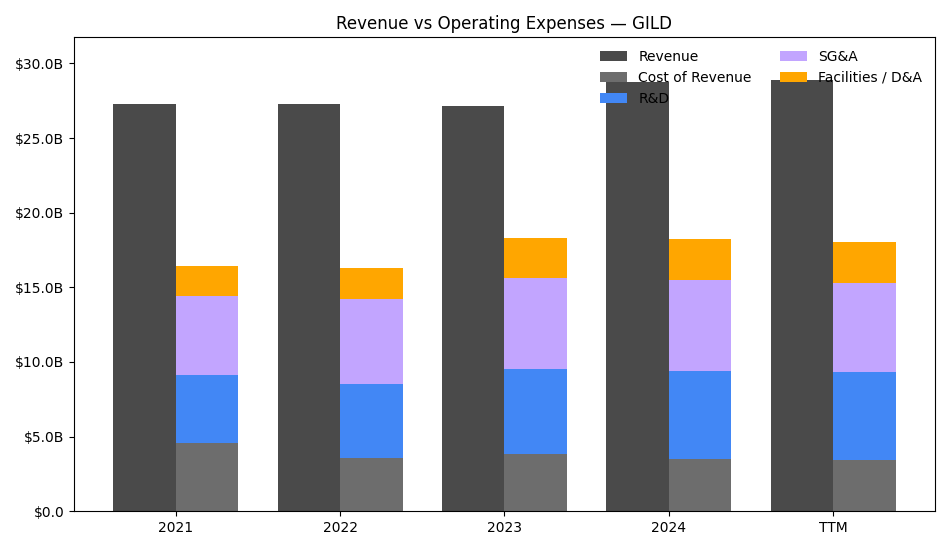 Revenue vs Operating Expenses — GILD
$30.0B
$25.0B
$20.0B
$15.0B
$10.0B
$5.0B
$0.0
Revenue
Cost of Revenue
R&D
SG&A
Facilities / D&A
2021
2022
2023
2024
TTM